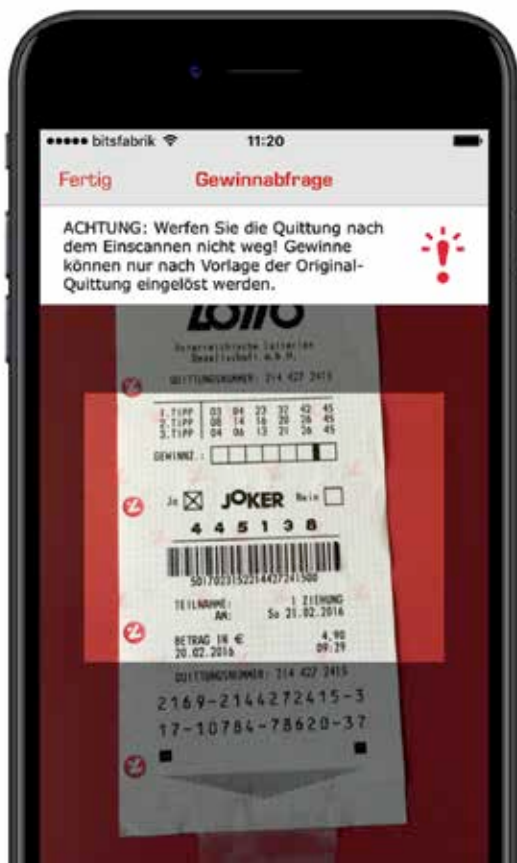 bitsfabrik 11:20
Fertig Gewinnabfrage
ACHTUNG: Werfen Sie die Quittung nach
dem Einscannen nicht weg! Gewinne
können nur nach Vorlage der Original-
Quittung eingelöst werden.
LOTTO
Österreichische Lotterien
Gesellschaft m.b.H.
QUITTUNGSNUMMER: 214 427 2415
1.TIPP 03 04 23 32 42 45
2.TIPP 08 14 16 20 26 45
3.TIPP 04 06 13 21 26 45
GEWINNZ.:
Ja JOKER Nein
4 4 5 1 3 8
5017023152214427241500
TEILNAHME: 1 ZIEHUNG
AM: So 21.02.2016
BETRAG IN € 4,90
20.02.2016 09:29
QUITTUNGSNUMMER: 214 427 2415
2169-2144272415-3
17-10784-78620-37